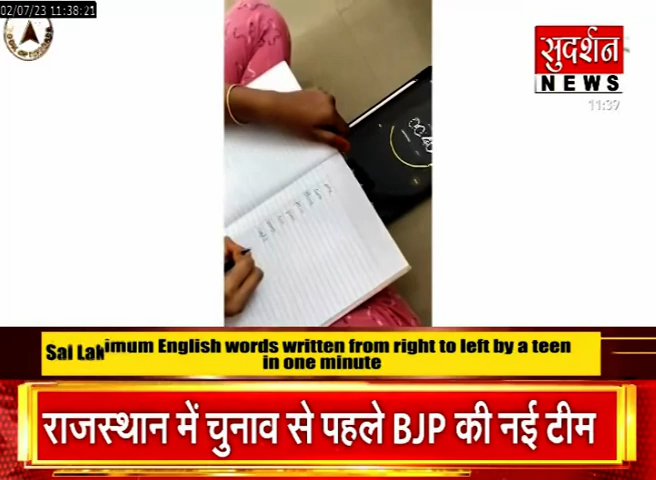 02/07/23 11:38:21
सुदर्शन
NEWS
11:39
Sai Lak
imum English words written from right to left by a teen
in one minute
राजस्थान में चुनाव से पहले BJP की नई टीम